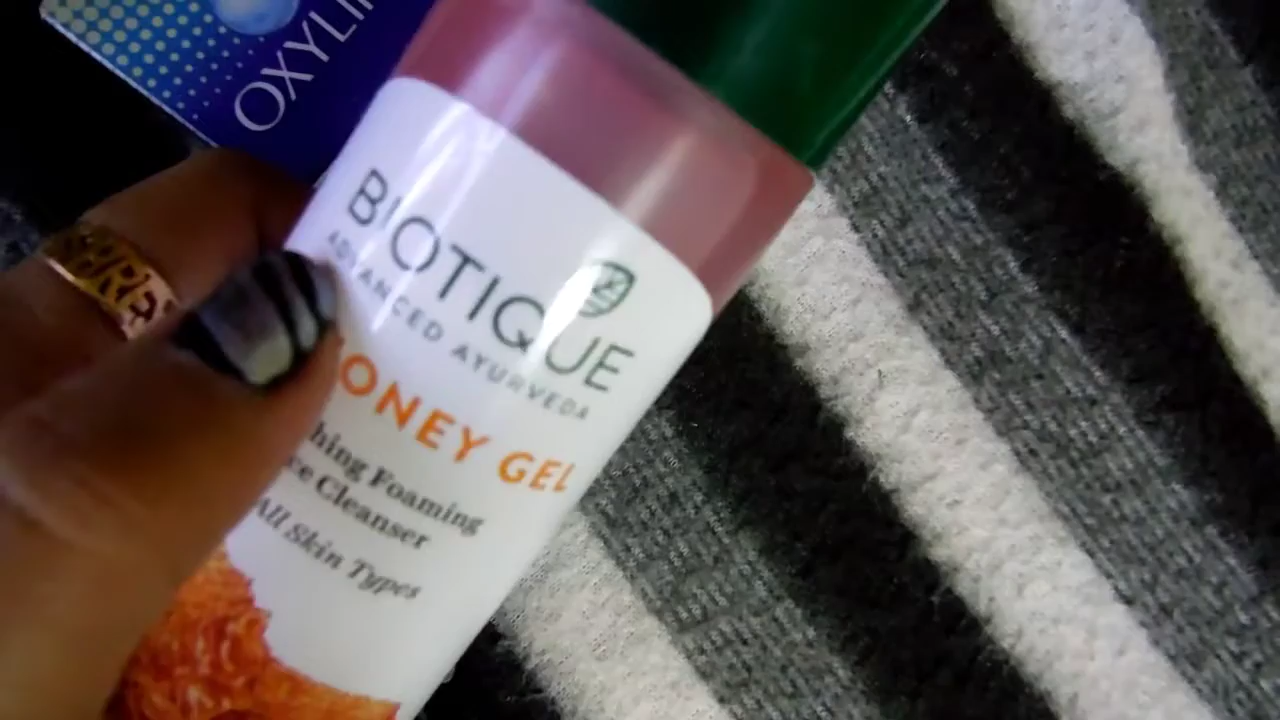 OXYLI
BIOTIQUE
ADVANCED AYURVEDA
ONEY GEL
hing Foaming
ce Cleanser
All Skin Types